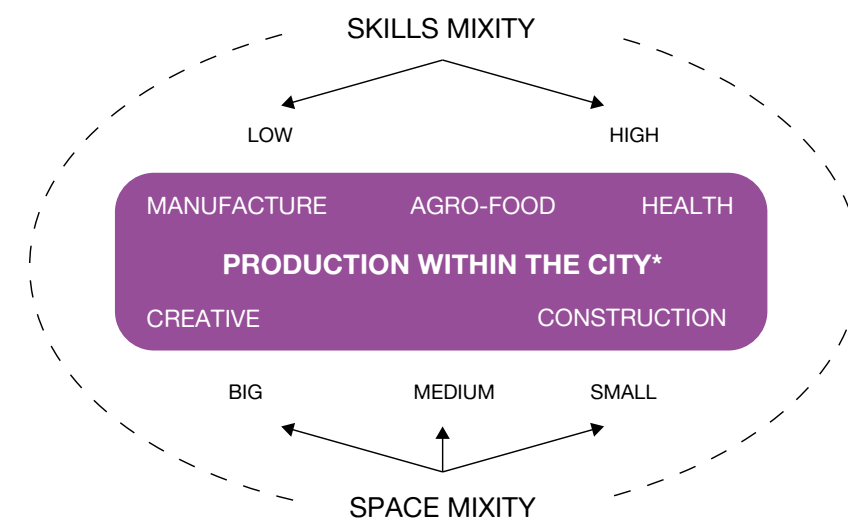 SKILLS MIXITY
LOW HIGH
MANUFACTURE AGRO-FOOD HEALTH
PRODUCTION WITHIN THE CITY*
CREATIVE CONSTRUCTION
BIG MEDIUM SMALL
SPACE MIXITY